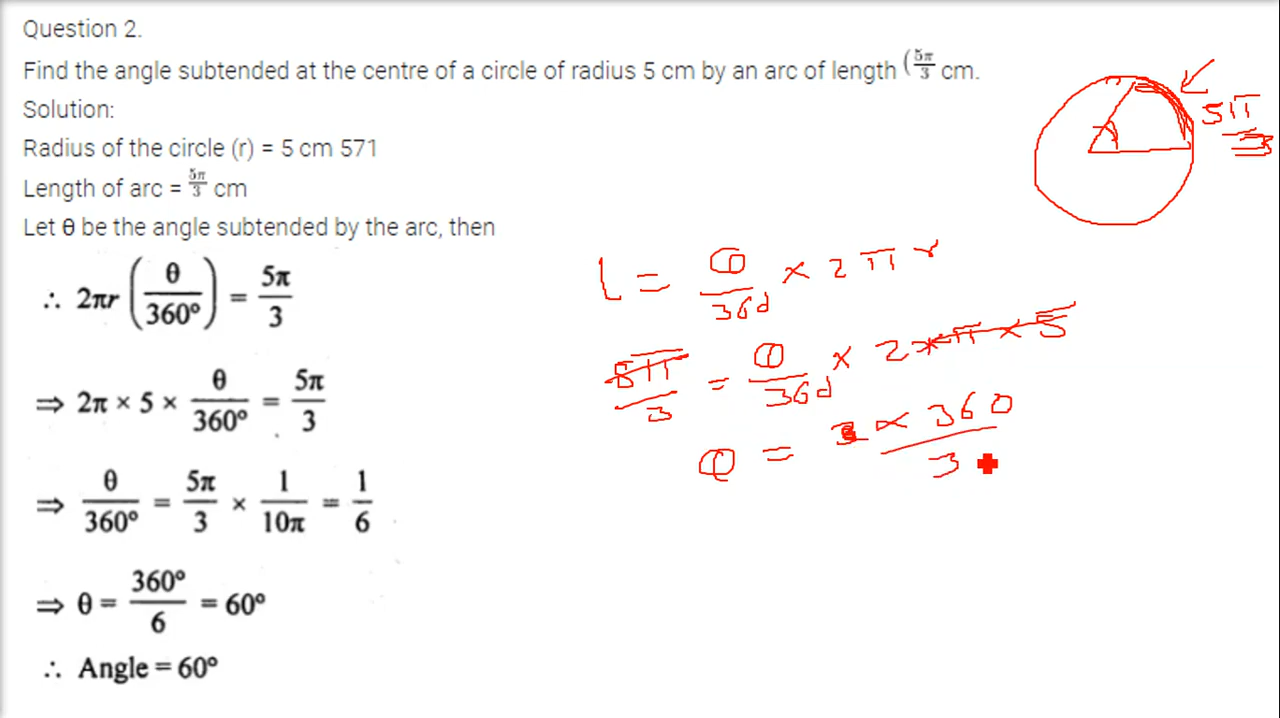 Question 2.
Find the angle subtended at the centre of a circle of radius 5 cm by an arc of length (5π/3 cm.
Solution:
Radius of the circle (r) = 5 cm 571
Length of arc = 5π/3 cm
Let θ be the angle subtended by the arc, then
∴ 2πr (θ/360°) = 5π/3
⇒ 2π × 5 × θ/360° = 5π/3
⇒ θ/360° = 5π/3 × 1/10π = 1/6
⇒ θ = 360°/6 = 60°
∴ Angle = 60°
5π/3
l = θ/360 × 2πr
5π/3 = θ/360 × 2×π×5
θ = × 360/3